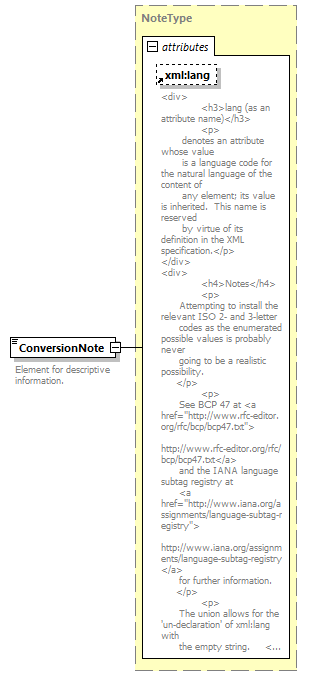 NoteType
attributes
xml:lang
<div>
<h3>lang (as an
attribute name)</h3>
<p>
denotes an attribute
whose value
is a language code for
the natural language of the
content of
any element; its value
is inherited.  This name is
reserved
by virtue of its
definition in the XML
specification.</p>
</div>
<div>
<h4>Notes</h4>
<p>
Attempting to install the
relevant ISO 2- and 3-letter
codes as the enumerated
possible values is probably
never
going to be a realistic
possibility.
</p>
<p>
See BCP 47 at <a
href="http://www.rfc-editor.
org/rfc/bcp/bcp47.txt">
http://www.rfc-editor.org/rfc/
bcp/bcp47.txt</a>
and the IANA language
subtag registry at
<a
href="http://www.iana.org/a
ssignments/language-subtag-r
egistry">
http://www.iana.org/assignm
ents/language-subtag-registry
</a>
for further information.
</p>
<p>
The union allows for the
'un-declaration' of xml:lang
with
the empty string.     <...
ConversionNote
Element for descriptive
information.